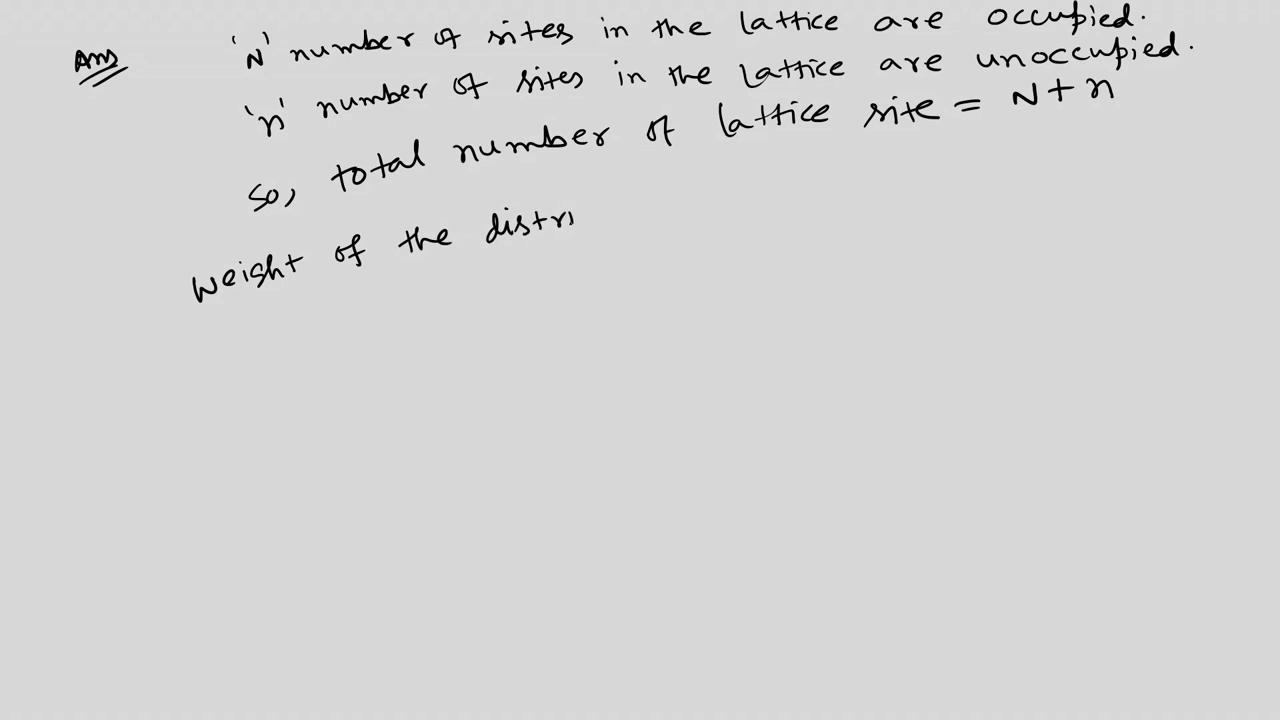 Ans 'N' number of sites in the lattice are occupied.
'n' number of sites in the lattice are unoccupied.
so, total number of lattice site = N + n
weight of the distri